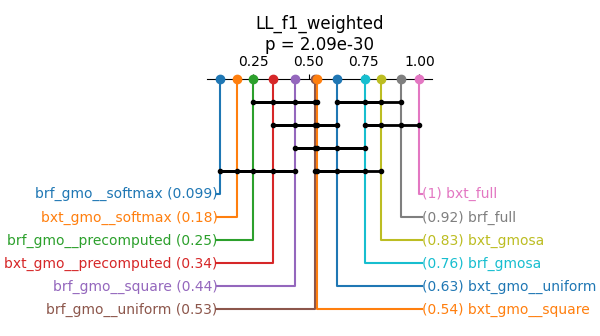 LL_f1_weighted
p = 2.09e-30
0.25 0.50 0.75 1.00
brf_gmo__softmax (0.099) (1) bxt_full
bxt_gmo__softmax (0.18) (0.92) brf_full
brf_gmo__precomputed (0.25) (0.83) bxt_gmosa
bxt_gmo__precomputed (0.34) (0.76) brf_gmosa
brf_gmo__square (0.44) (0.63) bxt_gmo__uniform
brf_gmo__uniform (0.53) (0.54) bxt_gmo__square